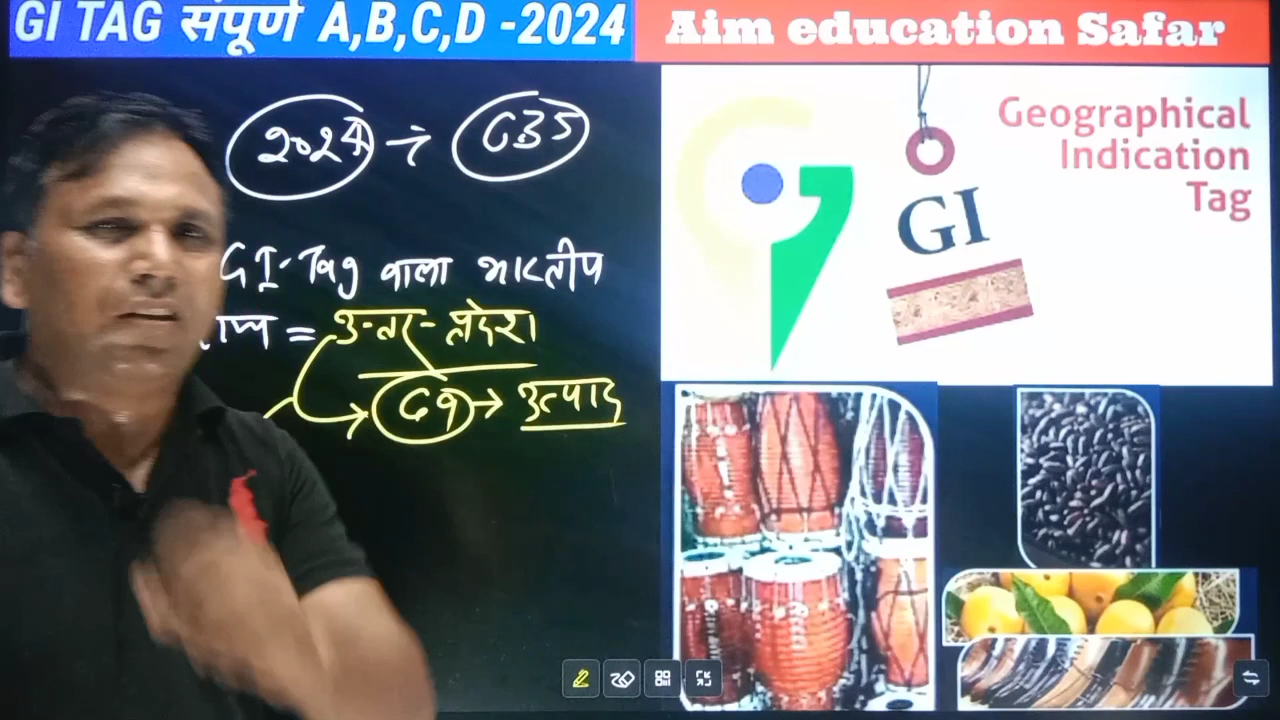 GI TAG संपूर्ण A,B,C,D -2024
Aim education Safar
2024 ÷ 635
GI-Tag वाला भारतीय
= उत्तर-प्रदेश
69 → उत्पाद
Geographical
Indication
Tag
GI